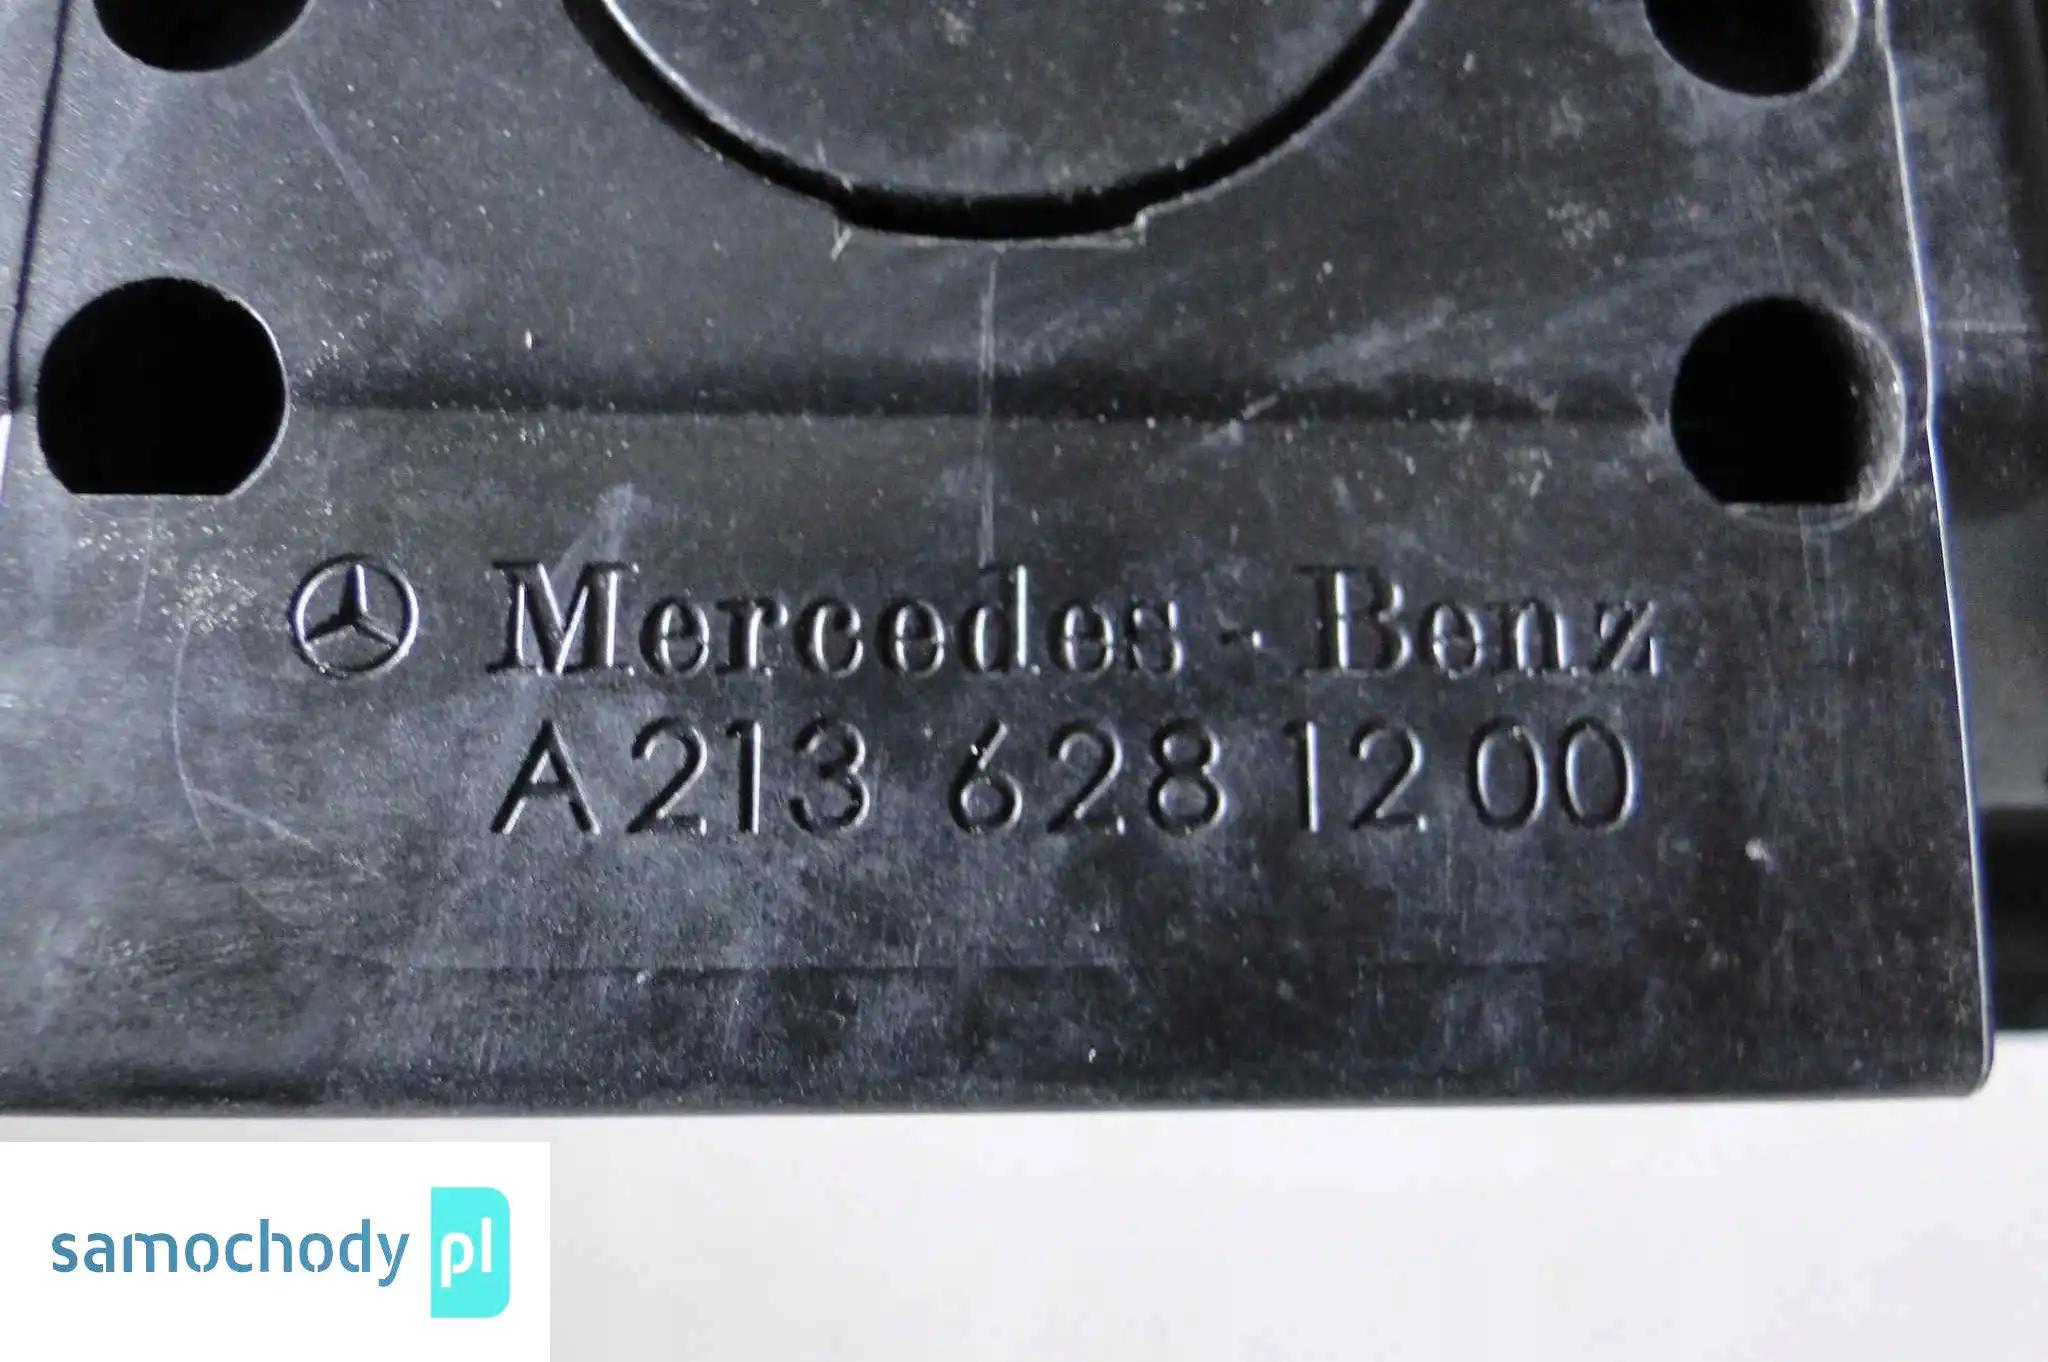 Mercedes-Benz
A 213 628 12 00
samochody pl